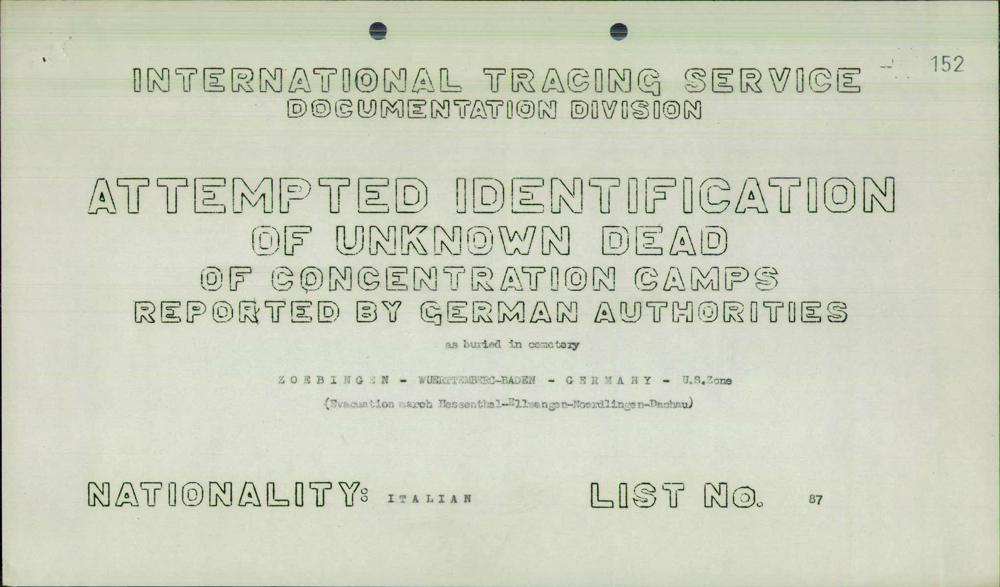 152
INTERNATIONAL TRACING SERVICE
DOCUMENTATION DIVISION
ATTEMPTED IDENTIFICATION
OF UNKNOWN DEAD
OF CONCENTRATION CAMPS
REPORTED BY GERMAN AUTHORITIES
as buried in cemetery
ZOEBINGEN - WUERTTEMBERG-BADEN - GERMANY - U.S.Zone
(Evacuation march Hessenthal-Ellwangen-Noerdlingen-Dachau)
NATIONALITY: ITALIAN LIST No. 87